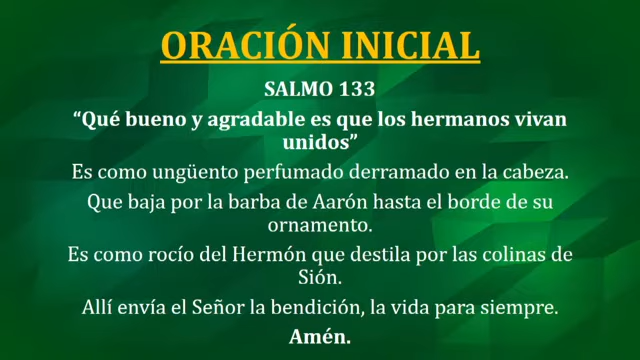 ORACIÓN INICIAL
SALMO 133
“Qué bueno y agradable es que los hermanos vivan
unidos”
Es como ungüento perfumado derramado en la cabeza.
Que baja por la barba de Aarón hasta el borde de su
ornamento.
Es como rocío del Hermón que destila por las colinas de
Sión.
Allí envía el Señor la bendición, la vida para siempre.
Amén.